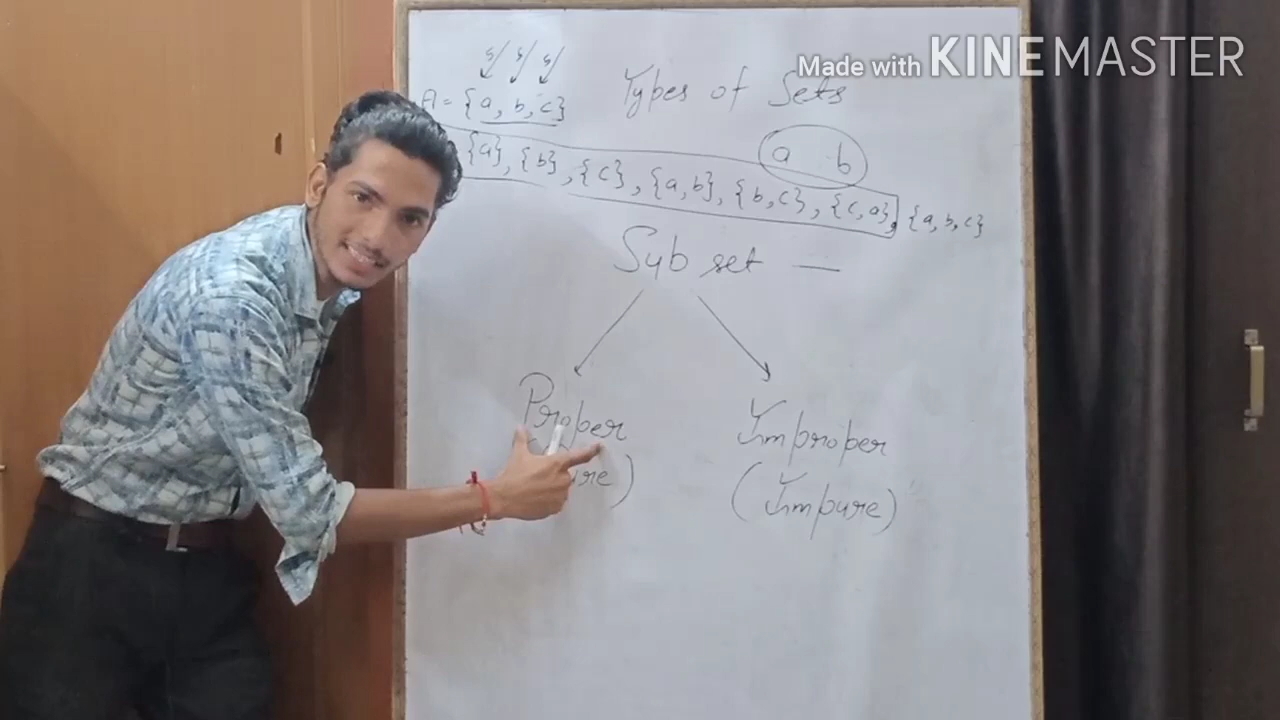 Made with KINEMASTER
A = {a, b, c}
Types of Sets
a b
{a}, {b}, {c}, {a,b}, {b,c}, {c,a}, {a,b,c}
Sub set —
Proper
Improper
(Impure)